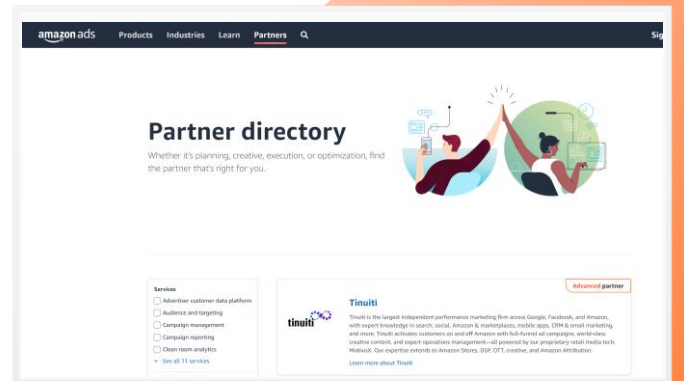 amazon ads Products Industries Learn Partners Sig
Partner directory
Whether it's planning, creative, execution, or optimization, find
the partner that's right for you.
Services
Advertiser customer data platform
Audience and targeting
Campaign management
Campaign reporting
Clean room analytics
See all 11 services
Advanced partner
tinuiti
Tinuiti
Tinuiti is the largest independent performance marketing firm across Google, Facebook, and Amazon,
with expert knowledge in search, social, Amazon & marketplaces, mobile apps, CRM & email marketing,
and more. Tinuiti activates customers on and off Amazon with full-funnel ad campaigns, world-class
creative content, and expert operations management—all powered by our proprietary retail media tech:
MobiusX. Our expertise extends to Amazon Stores, DSP, OTT, creative, and Amazon Attribution.
Learn more about Tinuiti